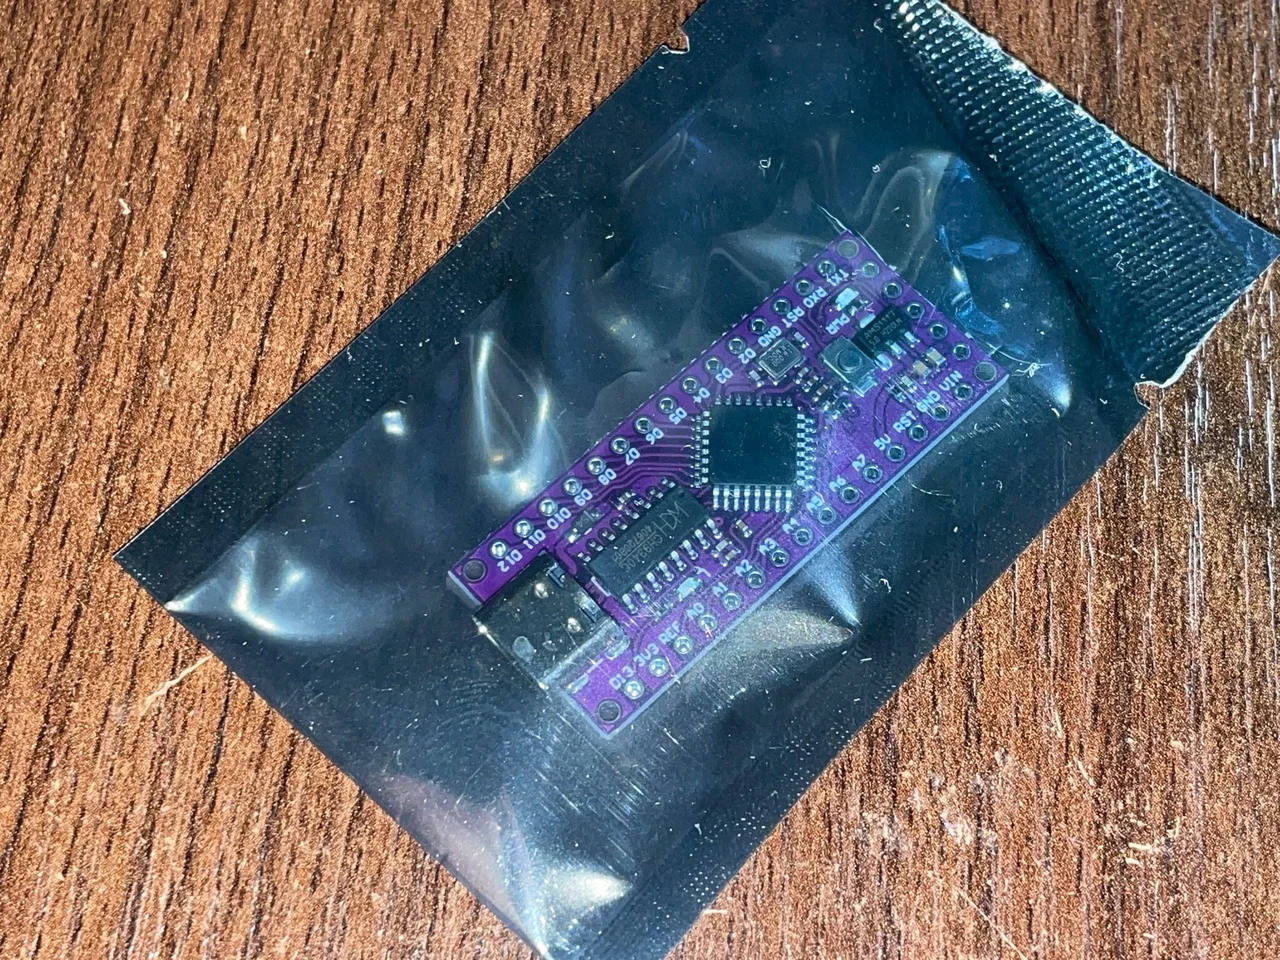 TX1
RX0
RST
GND
D2
D3
D4
D5
D6
D7
D8
D9
D10
D11
D12
PWR
VIN
GND
RST
5V
A7
A6
A5
A4
A3
A2
A1
A0
REF
3V3
D13